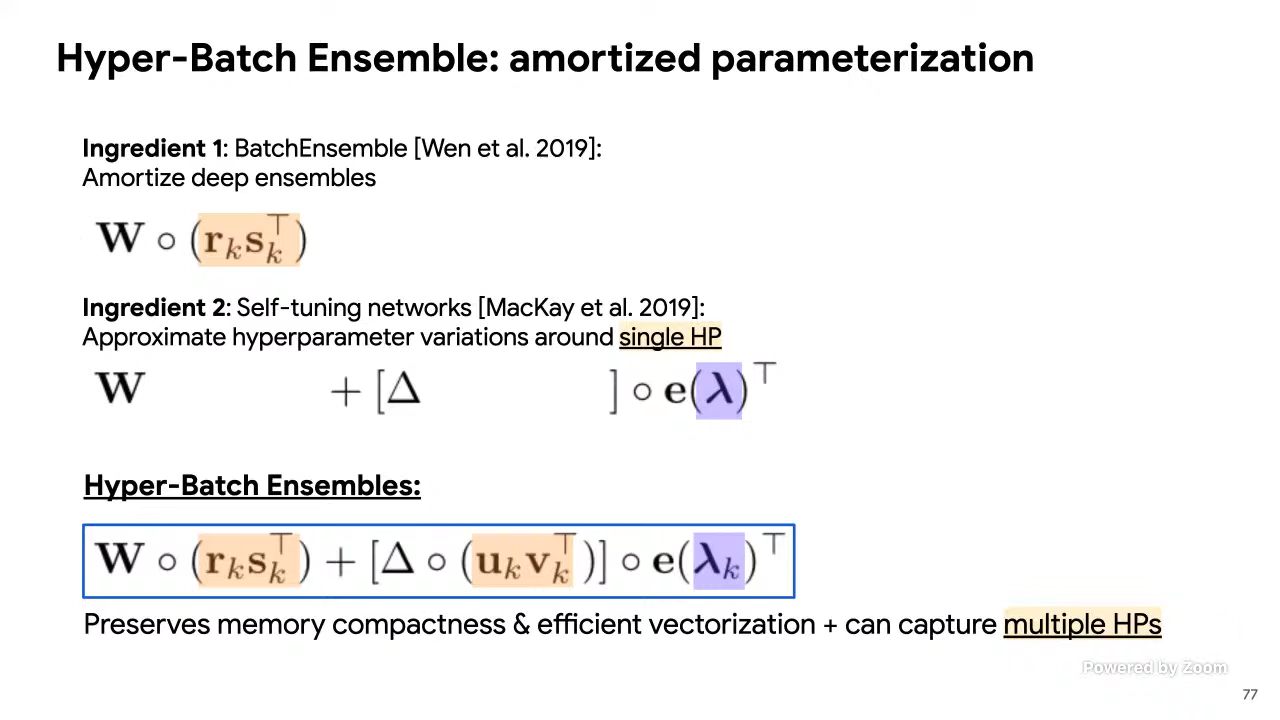 Hyper-Batch Ensemble: amortized parameterization
Ingredient 1: BatchEnsemble [Wen et al. 2019]:
Amortize deep ensembles
W ∘ (r_k s_k^⊤)
Ingredient 2: Self-tuning networks [MacKay et al. 2019]:
Approximate hyperparameter variations around single HP
W + [Δ ] ∘ e(λ)^⊤
Hyper-Batch Ensembles:
W ∘ (r_k s_k^⊤) + [Δ ∘ (u_k v_k^⊤)] ∘ e(λ_k)^⊤
Preserves memory compactness & efficient vectorization + can capture multiple HPs
Powered by Zoom
77